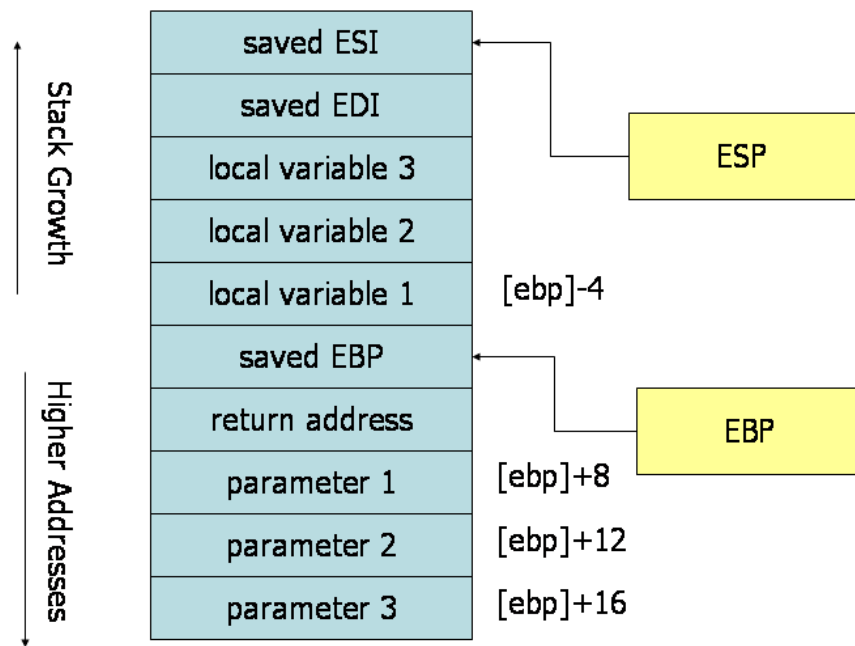 saved ESI
saved EDI
local variable 3
local variable 2
local variable 1
[ebp]-4
saved EBP
return address
parameter 1
[ebp]+8
parameter 2
[ebp]+12
parameter 3
[ebp]+16
ESP
EBP
Stack Growth
Higher Addresses